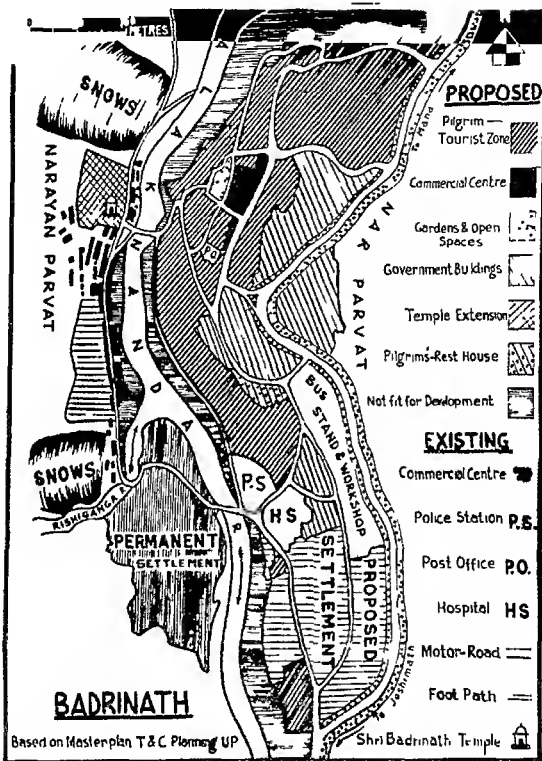 0
METRES
SNOWS
NARAYAN PARVAT
ALAKNANDA R.
P.O.
NAR PARVAT
To Mana
BUS STAND & WORKSHOP
P.S
HS
SNOWS
RISHIGANGA R.
PERMANENT
SETTLEMENT
PROPOSED
SETTLEMENT
To Joshimath
BADRINATH
Based on Masterplan T & C Planning UP
PROPOSED
Pilgrim —
Tourist Zone
Commercial Centre
Gardens & Open
Spaces
Government Buildings
Temple Extension
Pilgrims'-Rest House
Not fit for Development
EXISTING
Commercial Centre
Police Station P.S.
Post Office P.O.
Hospital HS
Motor-Road
Foot Path
Shri Badrinath Temple